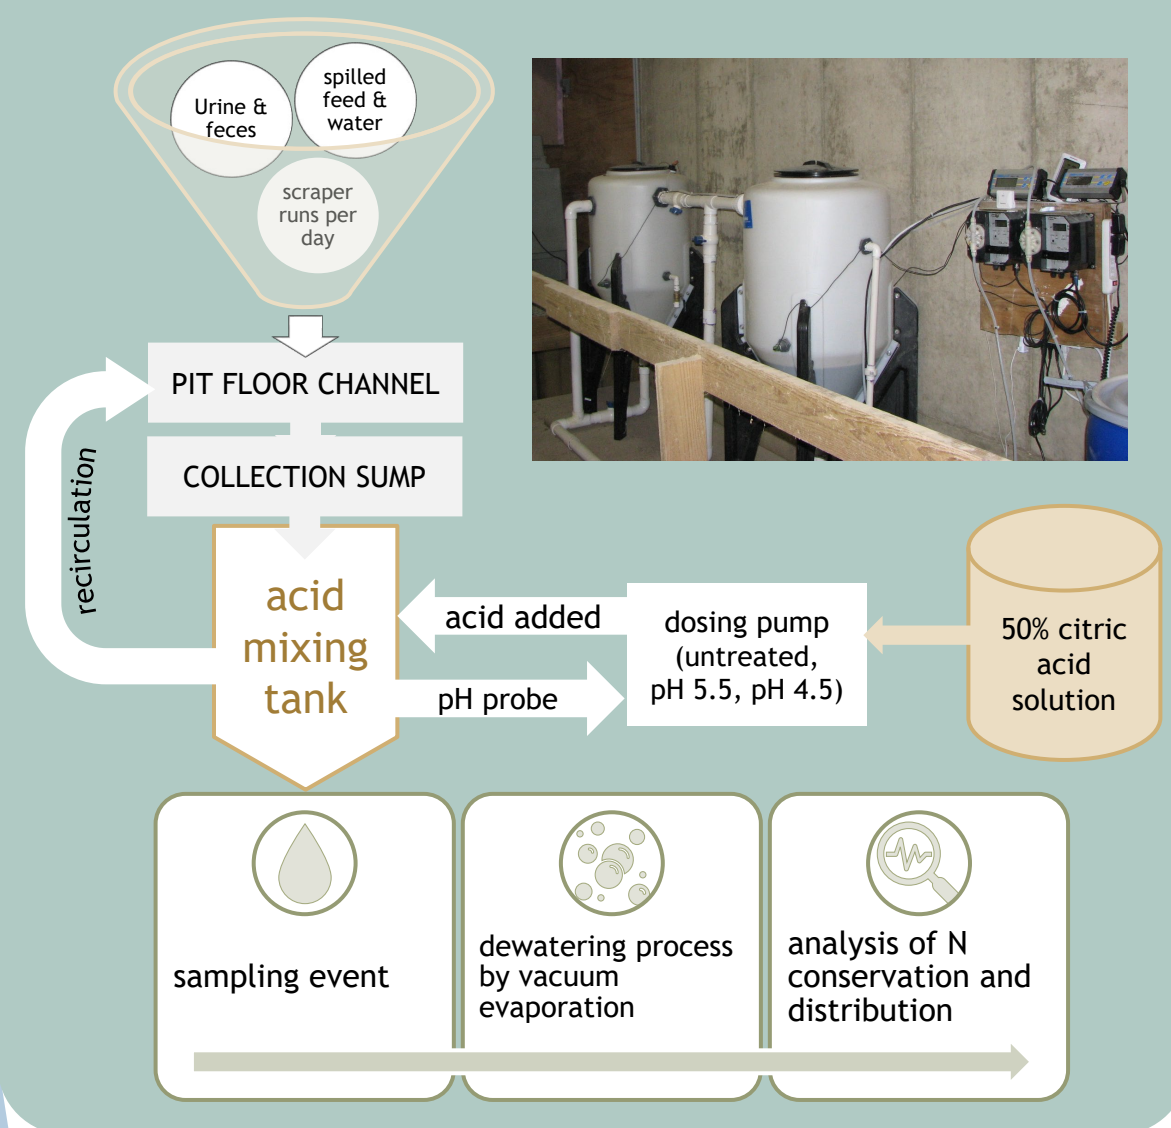 Urine &
feces
spilled
feed &
water
scraper
runs per
day
PIT FLOOR CHANNEL
COLLECTION SUMP
recirculation
acid
mixing
tank
acid added
pH probe
dosing pump
(untreated,
pH 5.5, pH 4.5)
50% citric
acid
solution
sampling event
dewatering process
by vacuum
evaporation
analysis of N
conservation and
distribution